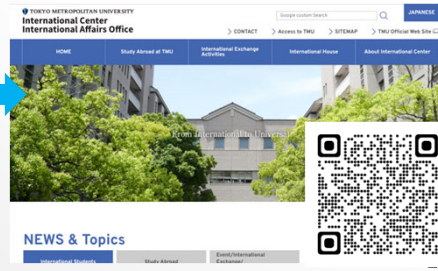 TOKYO METROPOLITAN UNIVERSITY
International Center
International Affairs Office
Google custom Search
JAPANESE
CONTACT
Access to TMU
SITEMAP
TMU Official Web Site
HOME
Study Abroad at TMU
International Exchange
Activities
International House
About International Center
From International to Univers
NEWS & Topics
International Students
Study Abroad
Event/International
Exchange/